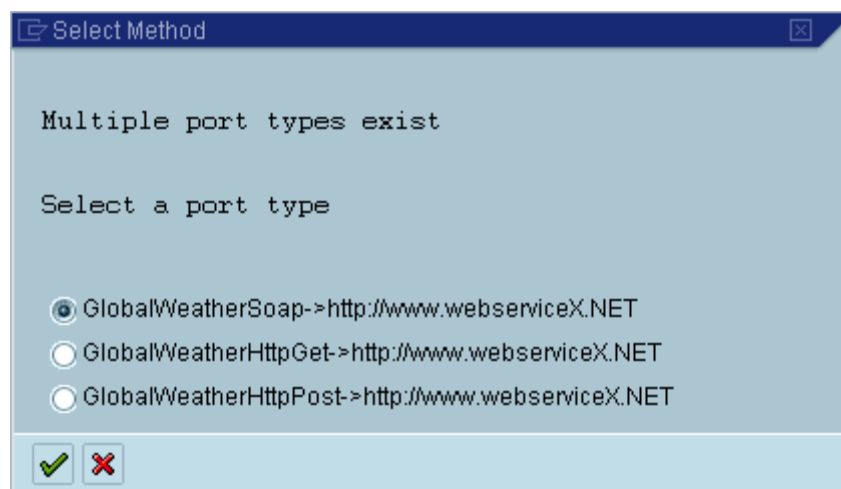 Select Method
Multiple port types exist
Select a port type
GlobalWeatherSoap->http://www.webserviceX.NET
GlobalWeatherHttpGet->http://www.webserviceX.NET
GlobalWeatherHttpPost->http://www.webserviceX.NET